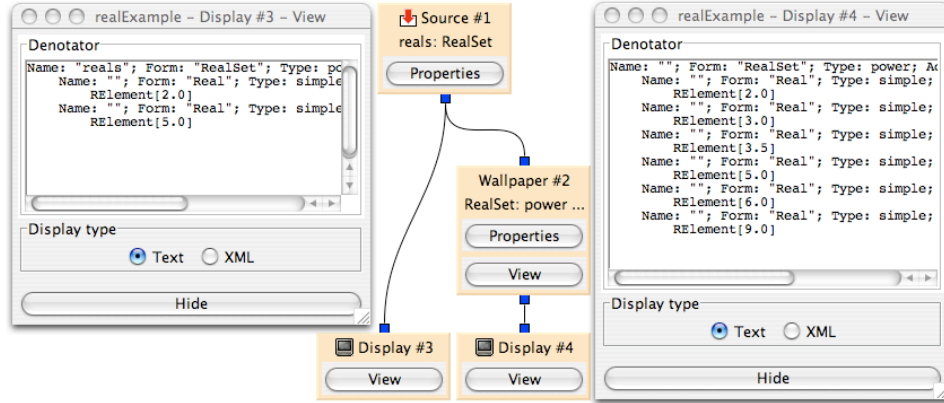 realExample – Display #3 – View
Denotator
Name: "reals"; Form: "RealSet"; Type: po
Name: ""; Form: "Real"; Type: simple
RElement[2.0]
Name: ""; Form: "Real"; Type: simple
RElement[5.0]
Display type
Text
XML
Hide
Source #1
reals: RealSet
Properties
Wallpaper #2
RealSet: power ...
Properties
View
Display #3
View
Display #4
View
realExample – Display #4 – View
Denotator
Name: ""; Form: "RealSet"; Type: power; Ad
Name: ""; Form: "Real"; Type: simple;
RElement[2.0]
Name: ""; Form: "Real"; Type: simple;
RElement[3.0]
Name: ""; Form: "Real"; Type: simple;
RElement[3.5]
Name: ""; Form: "Real"; Type: simple;
RElement[5.0]
Name: ""; Form: "Real"; Type: simple;
RElement[6.0]
Name: ""; Form: "Real"; Type: simple;
RElement[9.0]
Display type
Text
XML
Hide